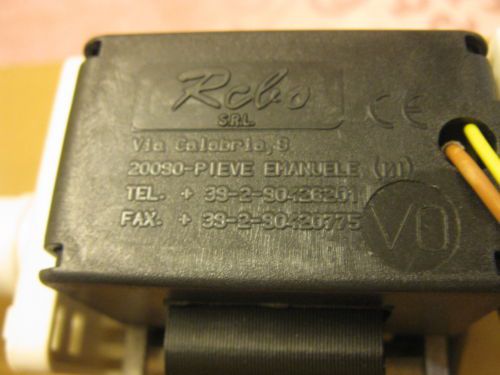 Rebo
S.R.L.
CE
Via Calabria, 9
20090-PIEVE EMANUELE (MI)
TEL. + 39-2-90426201
FAX. + 39-2-90420775
V0